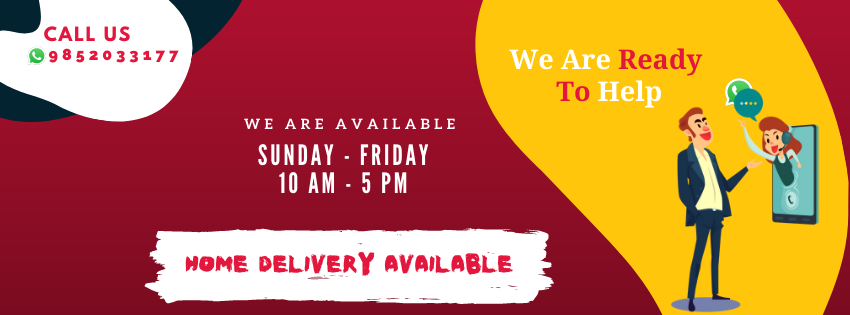 CALL US
9852033177
We Are Ready
To Help
WE ARE AVAILABLE
SUNDAY - FRIDAY
10 AM - 5 PM
HOME DELIVERY AVAILABLE